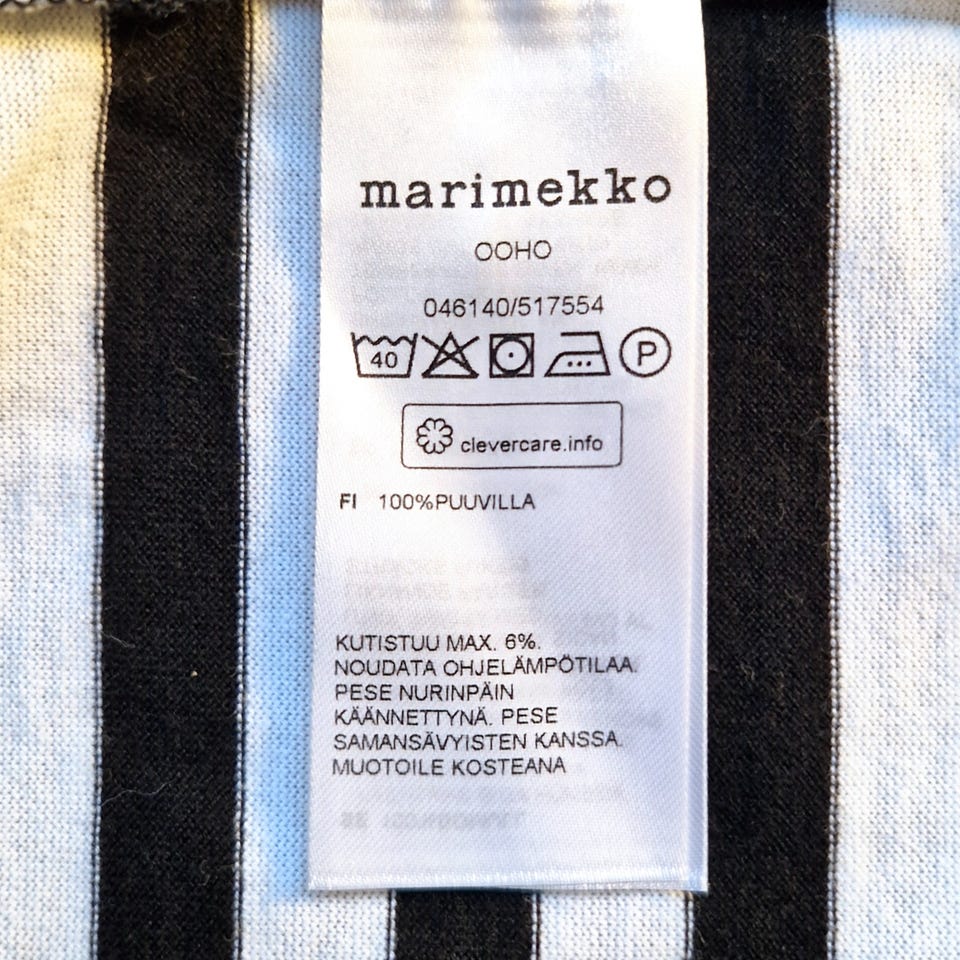 marimekko
OOHO
046140/517554
40 P
clevercare.info
FI 100%PUUVILLA
KUTISTUU MAX. 6%.
NOUDATA OHJELÄMPÖTILAA.
PESE NURINPÄIN
KÄÄNNETTYNÄ. PESE
SAMANSÄVYISTEN KANSSA.
MUOTOILE KOSTEANA